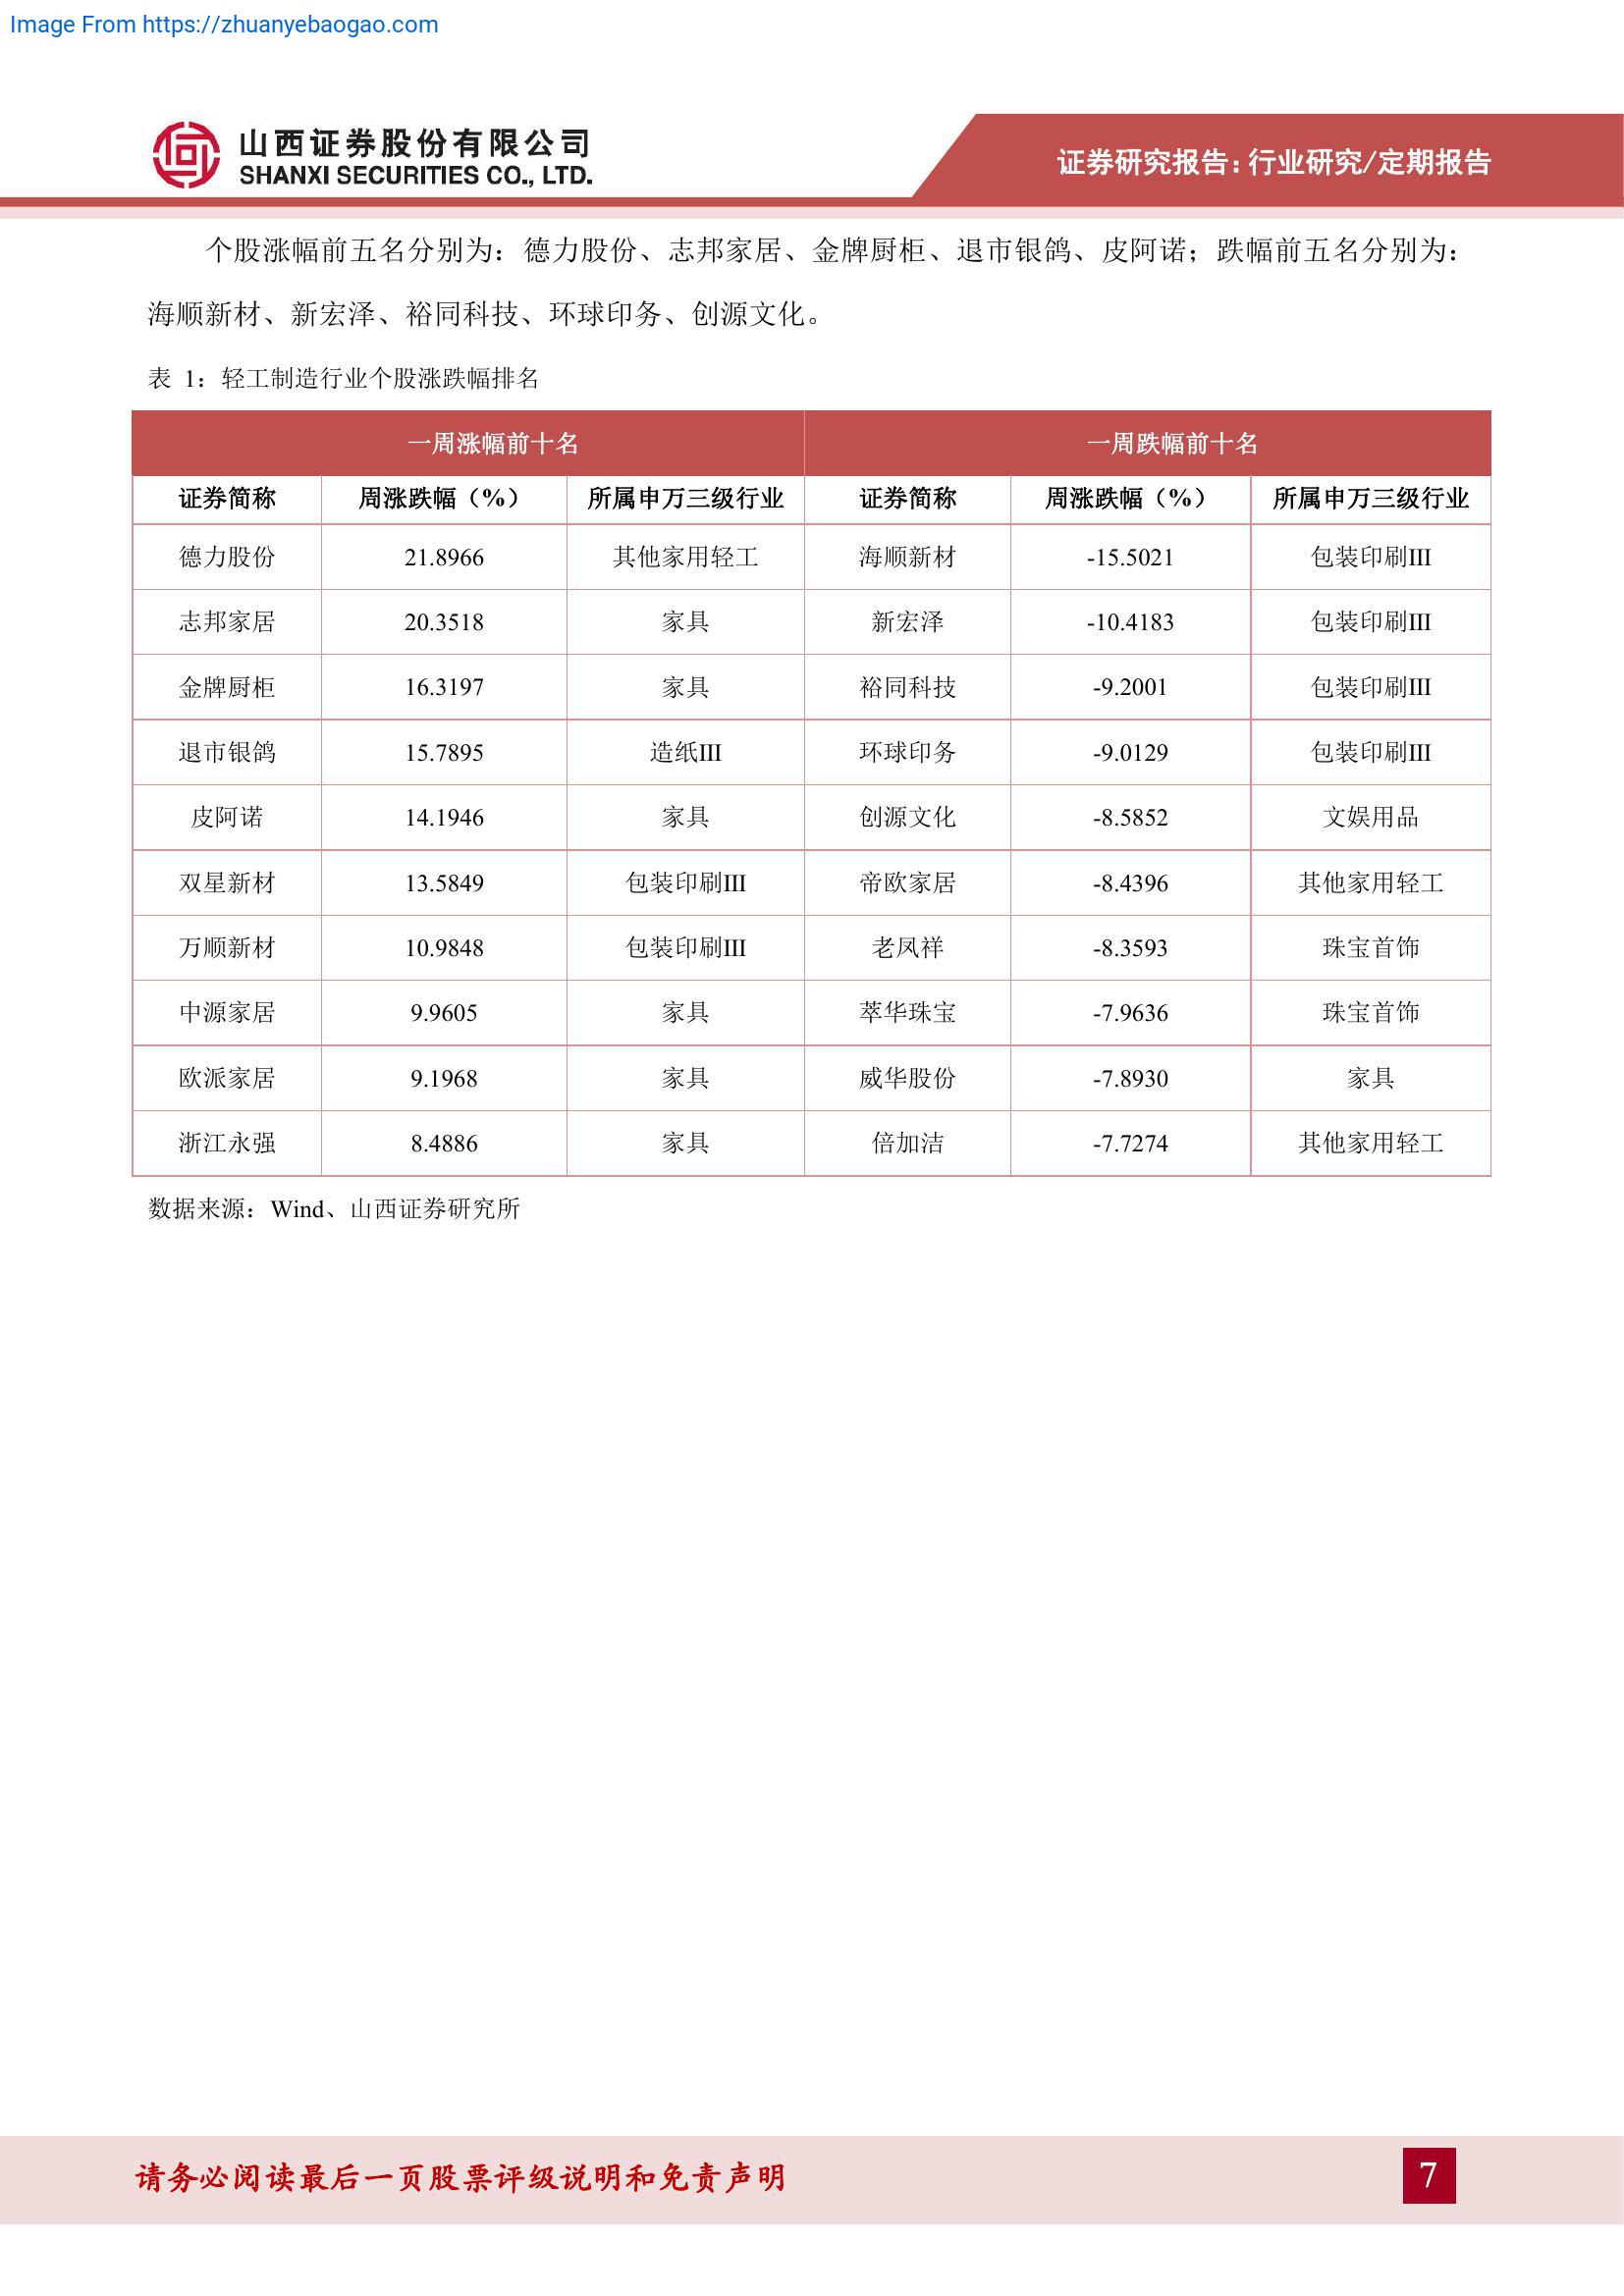 Image From https://zhuanyebaogao.com
山西证券股份有限公司
SHANXI SECURITIES CO., LTD.
证券研究报告：行业研究/定期报告
个股涨幅前五名分别为：德力股份、志邦家居、金牌厨柜、退市银鸽、皮阿诺；跌幅前五名分别为：
海顺新材、新宏泽、裕同科技、环球印务、创源文化。
表 1：轻工制造行业个股涨跌幅排名
一周涨幅前十名 一周跌幅前十名
证券简称 周涨跌幅（%） 所属申万三级行业 证券简称 周涨跌幅（%） 所属申万三级行业
德力股份 21.8966 其他家用轻工 海顺新材 -15.5021 包装印刷III
志邦家居 20.3518 家具 新宏泽 -10.4183 包装印刷III
金牌厨柜 16.3197 家具 裕同科技 -9.2001 包装印刷III
退市银鸽 15.7895 造纸III 环球印务 -9.0129 包装印刷III
皮阿诺 14.1946 家具 创源文化 -8.5852 文娱用品
双星新材 13.5849 包装印刷III 帝欧家居 -8.4396 其他家用轻工
万顺新材 10.9848 包装印刷III 老凤祥 -8.3593 珠宝首饰
中源家居 9.9605 家具 萃华珠宝 -7.9636 珠宝首饰
欧派家居 9.1968 家具 威华股份 -7.8930 家具
浙江永强 8.4886 家具 倍加洁 -7.7274 其他家用轻工
数据来源：Wind、山西证券研究所
请务必阅读最后一页股票评级说明和免责声明
7